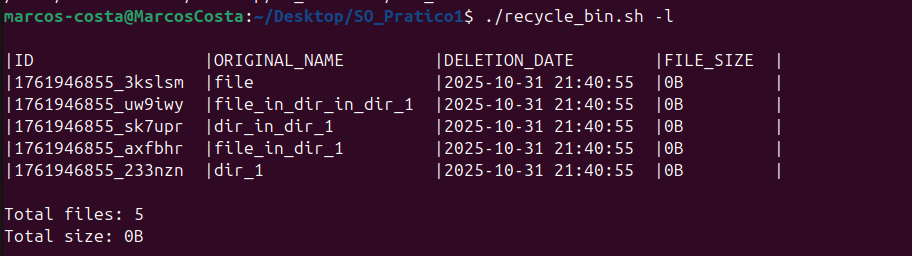 marcos-costa@MarcosCosta:~/Desktop/SO_Pratico1$ ./recycle_bin.sh -l
|ID |ORIGINAL_NAME |DELETION_DATE |FILE_SIZE |
|1761946855_3kslsm |file |2025-10-31 21:40:55 |0B |
|1761946855_uw9iwy |file_in_dir_in_dir_1 |2025-10-31 21:40:55 |0B |
|1761946855_sk7upr |dir_in_dir_1 |2025-10-31 21:40:55 |0B |
|1761946855_axfbhr |file_in_dir_1 |2025-10-31 21:40:55 |0B |
|1761946855_233nzn |dir_1 |2025-10-31 21:40:55 |0B |
Total files: 5
Total size: 0B